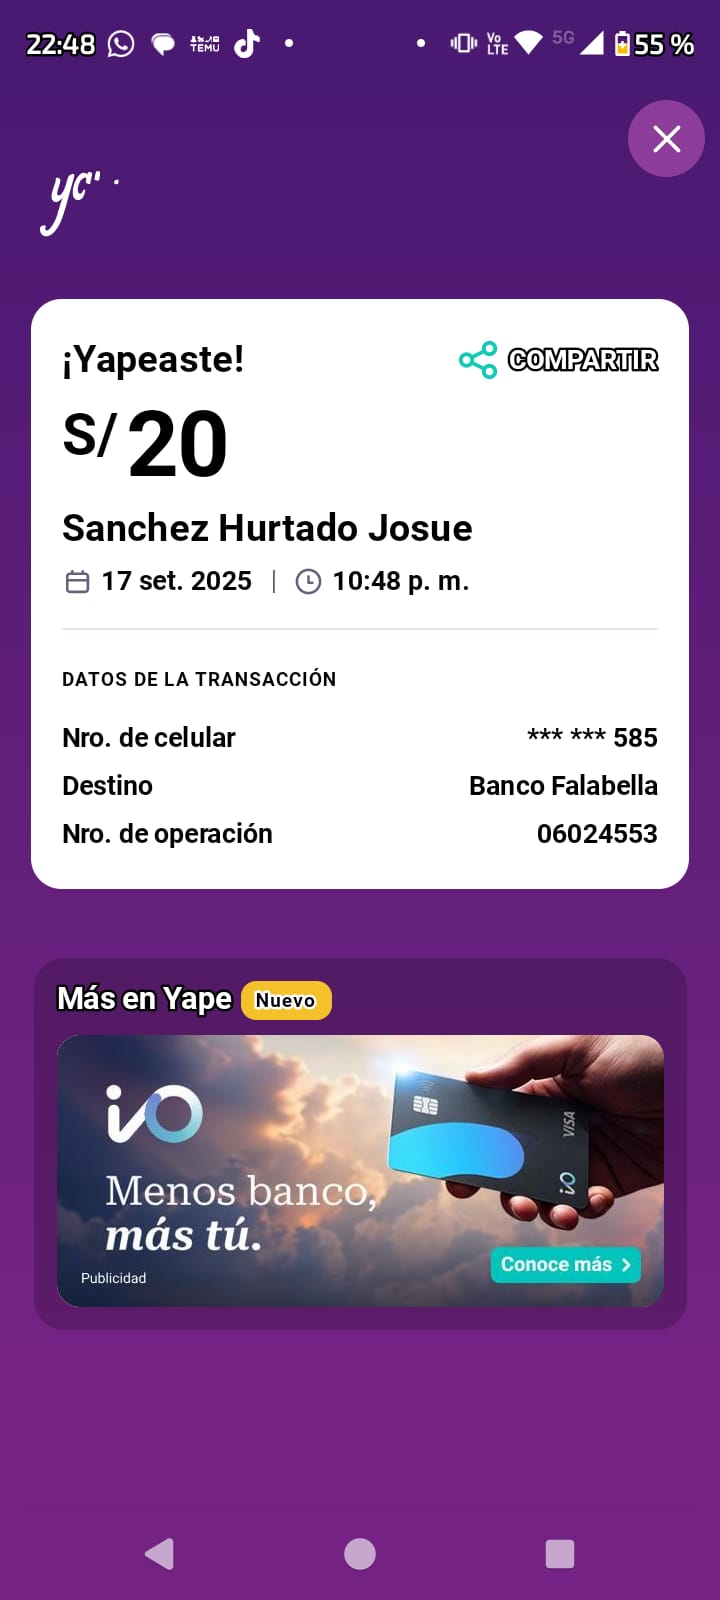 22:48 TEMU Vo LTE 5G 55 %
ya
¡Yapeaste! COMPARTIR
S/ 20
Sanchez Hurtado Josue
17 set. 2025 | 10:48 p. m.
DATOS DE LA TRANSACCIÓN
Nro. de celular *** *** 585
Destino Banco Falabella
Nro. de operación 06024553
Más en Yape Nuevo
iO
VISA
iO
Menos banco,
más tú.
Conoce más
Publicidad